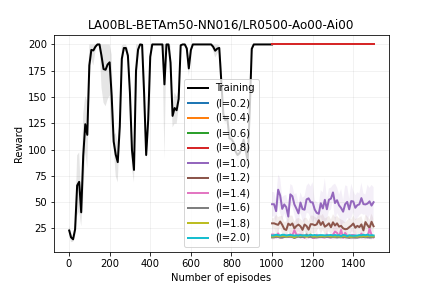 LA00BL-BETAm50-NN016/LR0500-Ao00-Ai00
200
175
150
125
100
75
50
25
Reward
Training
(l=0.2)
(l=0.4)
(l=0.6)
(l=0.8)
(l=1.0)
(l=1.2)
(l=1.4)
(l=1.6)
(l=1.8)
(l=2.0)
0
200
400
600
800
1000
1200
1400
Number of episodes